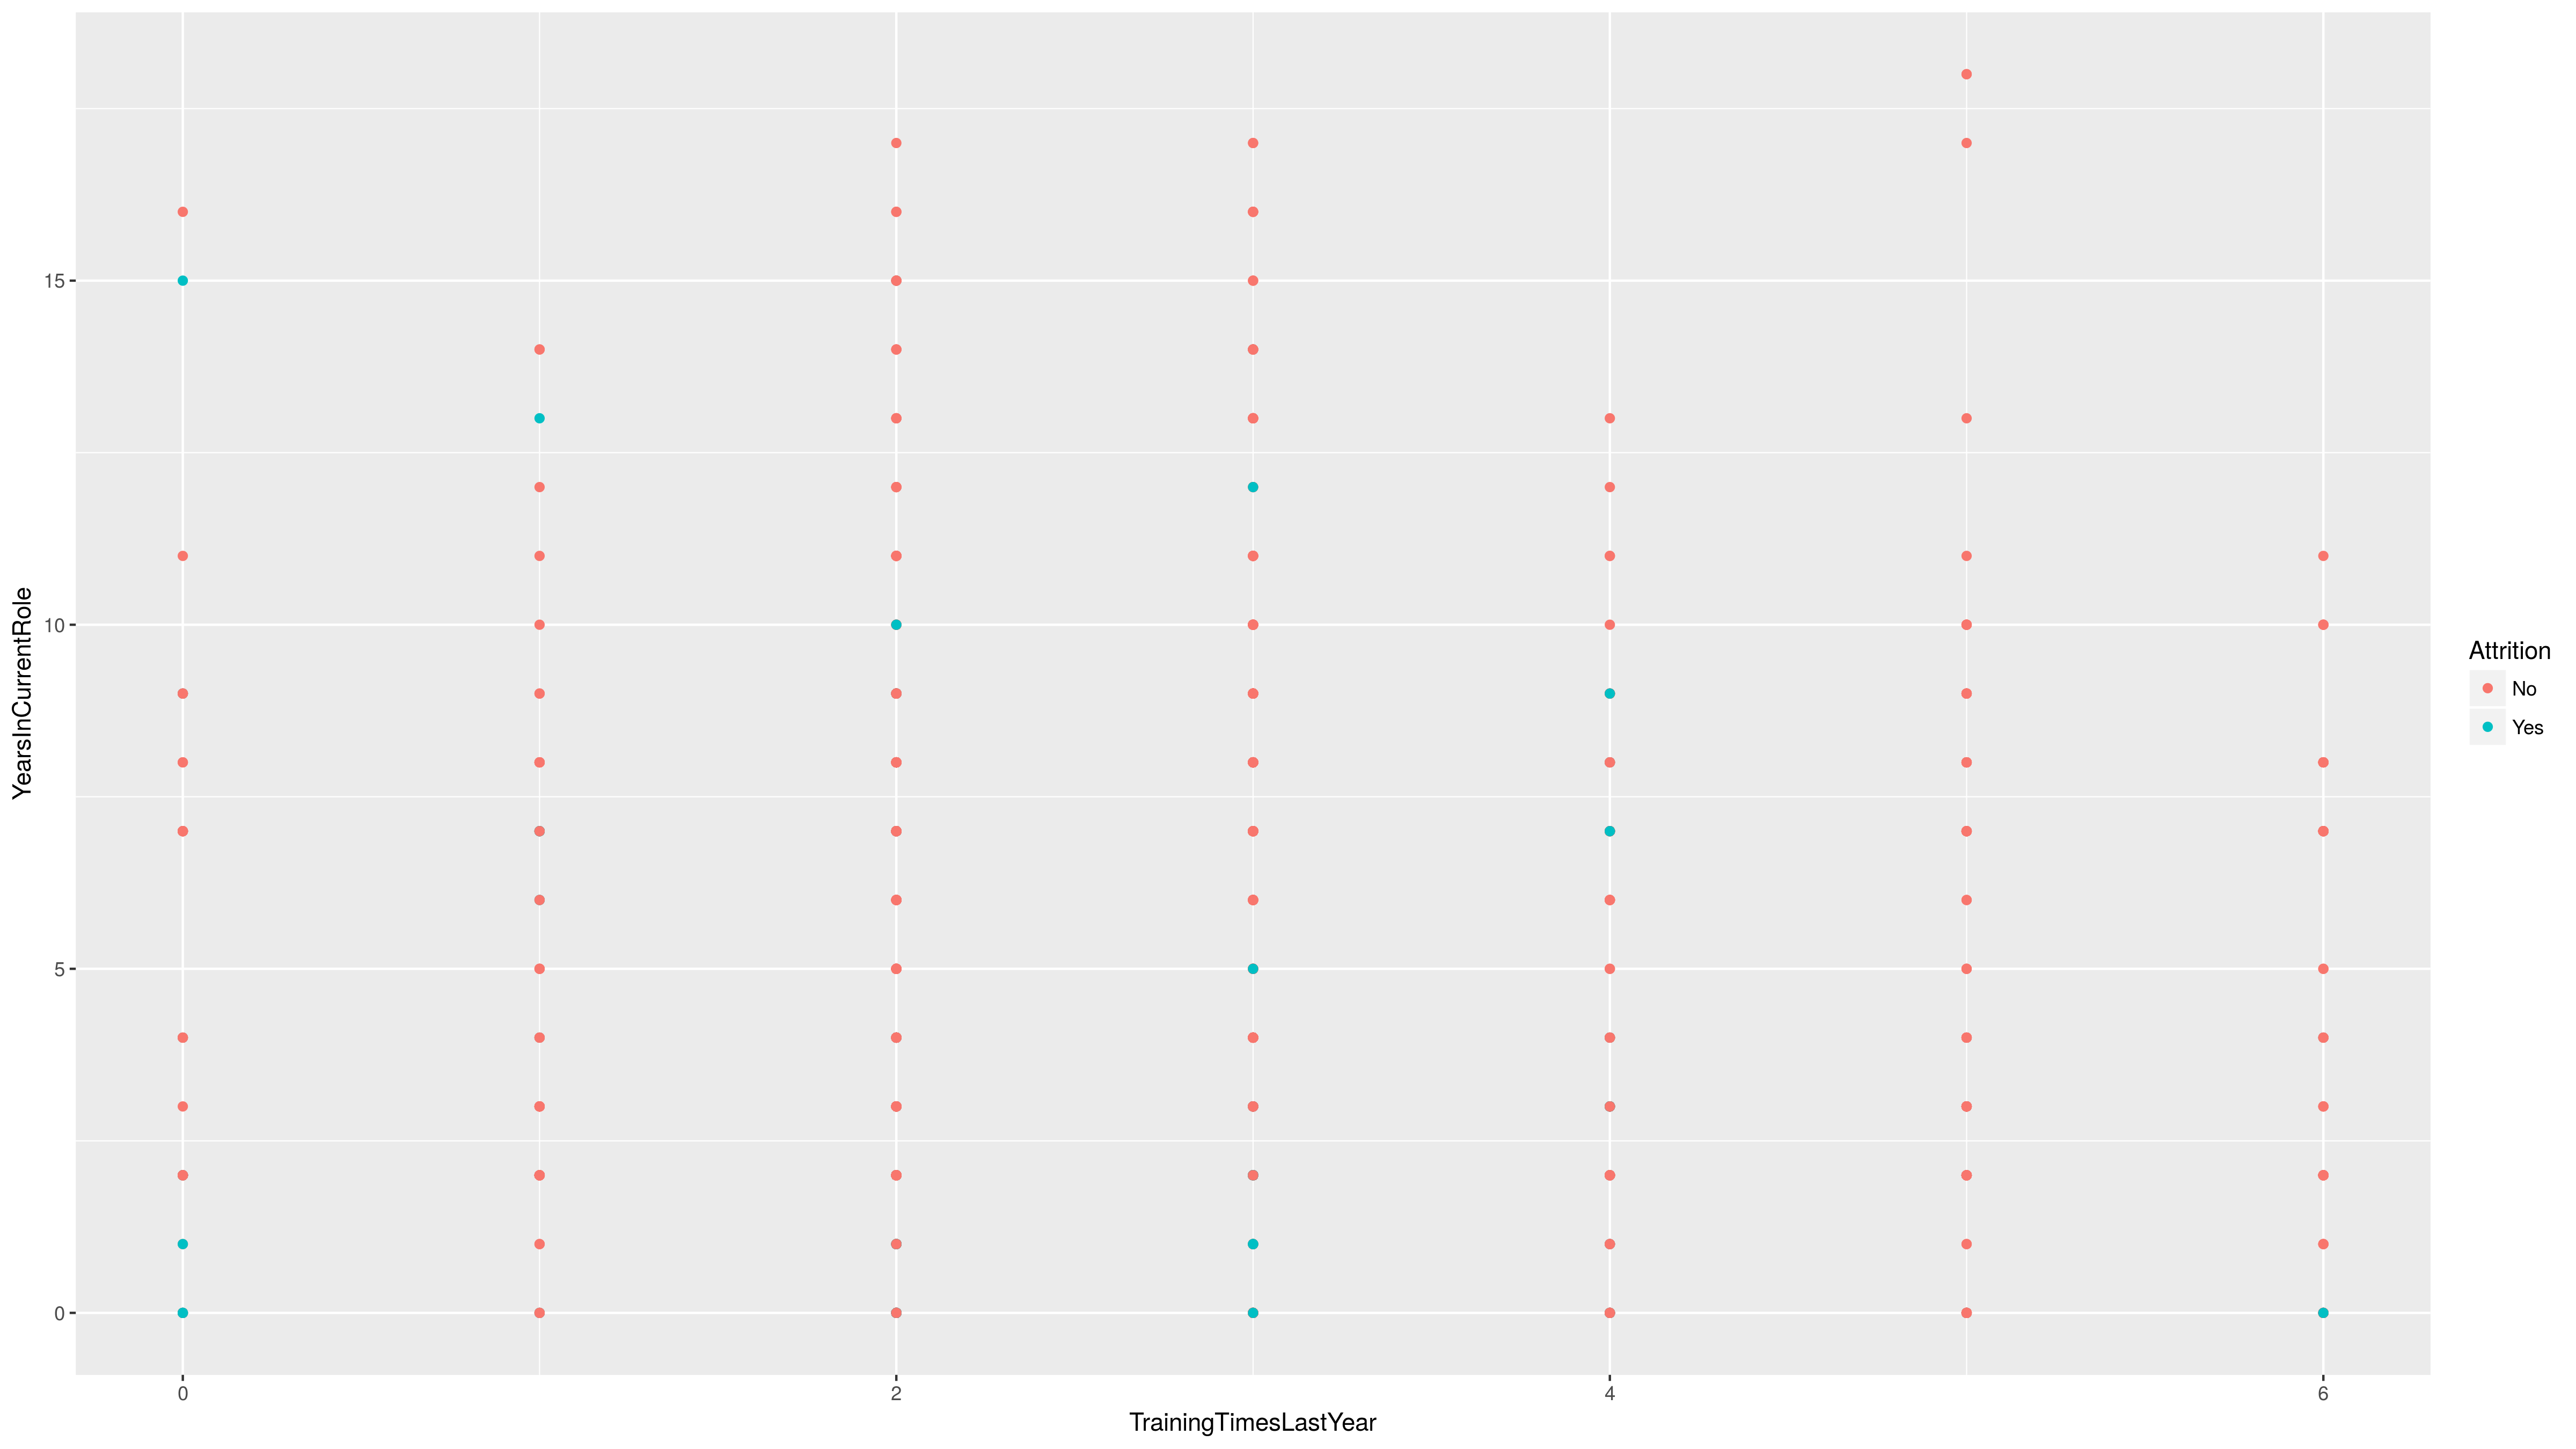 15
10
5
0
0
2
4
6
TrainingTimesLastYear
YearsInCurrentRole
Attrition
No
Yes